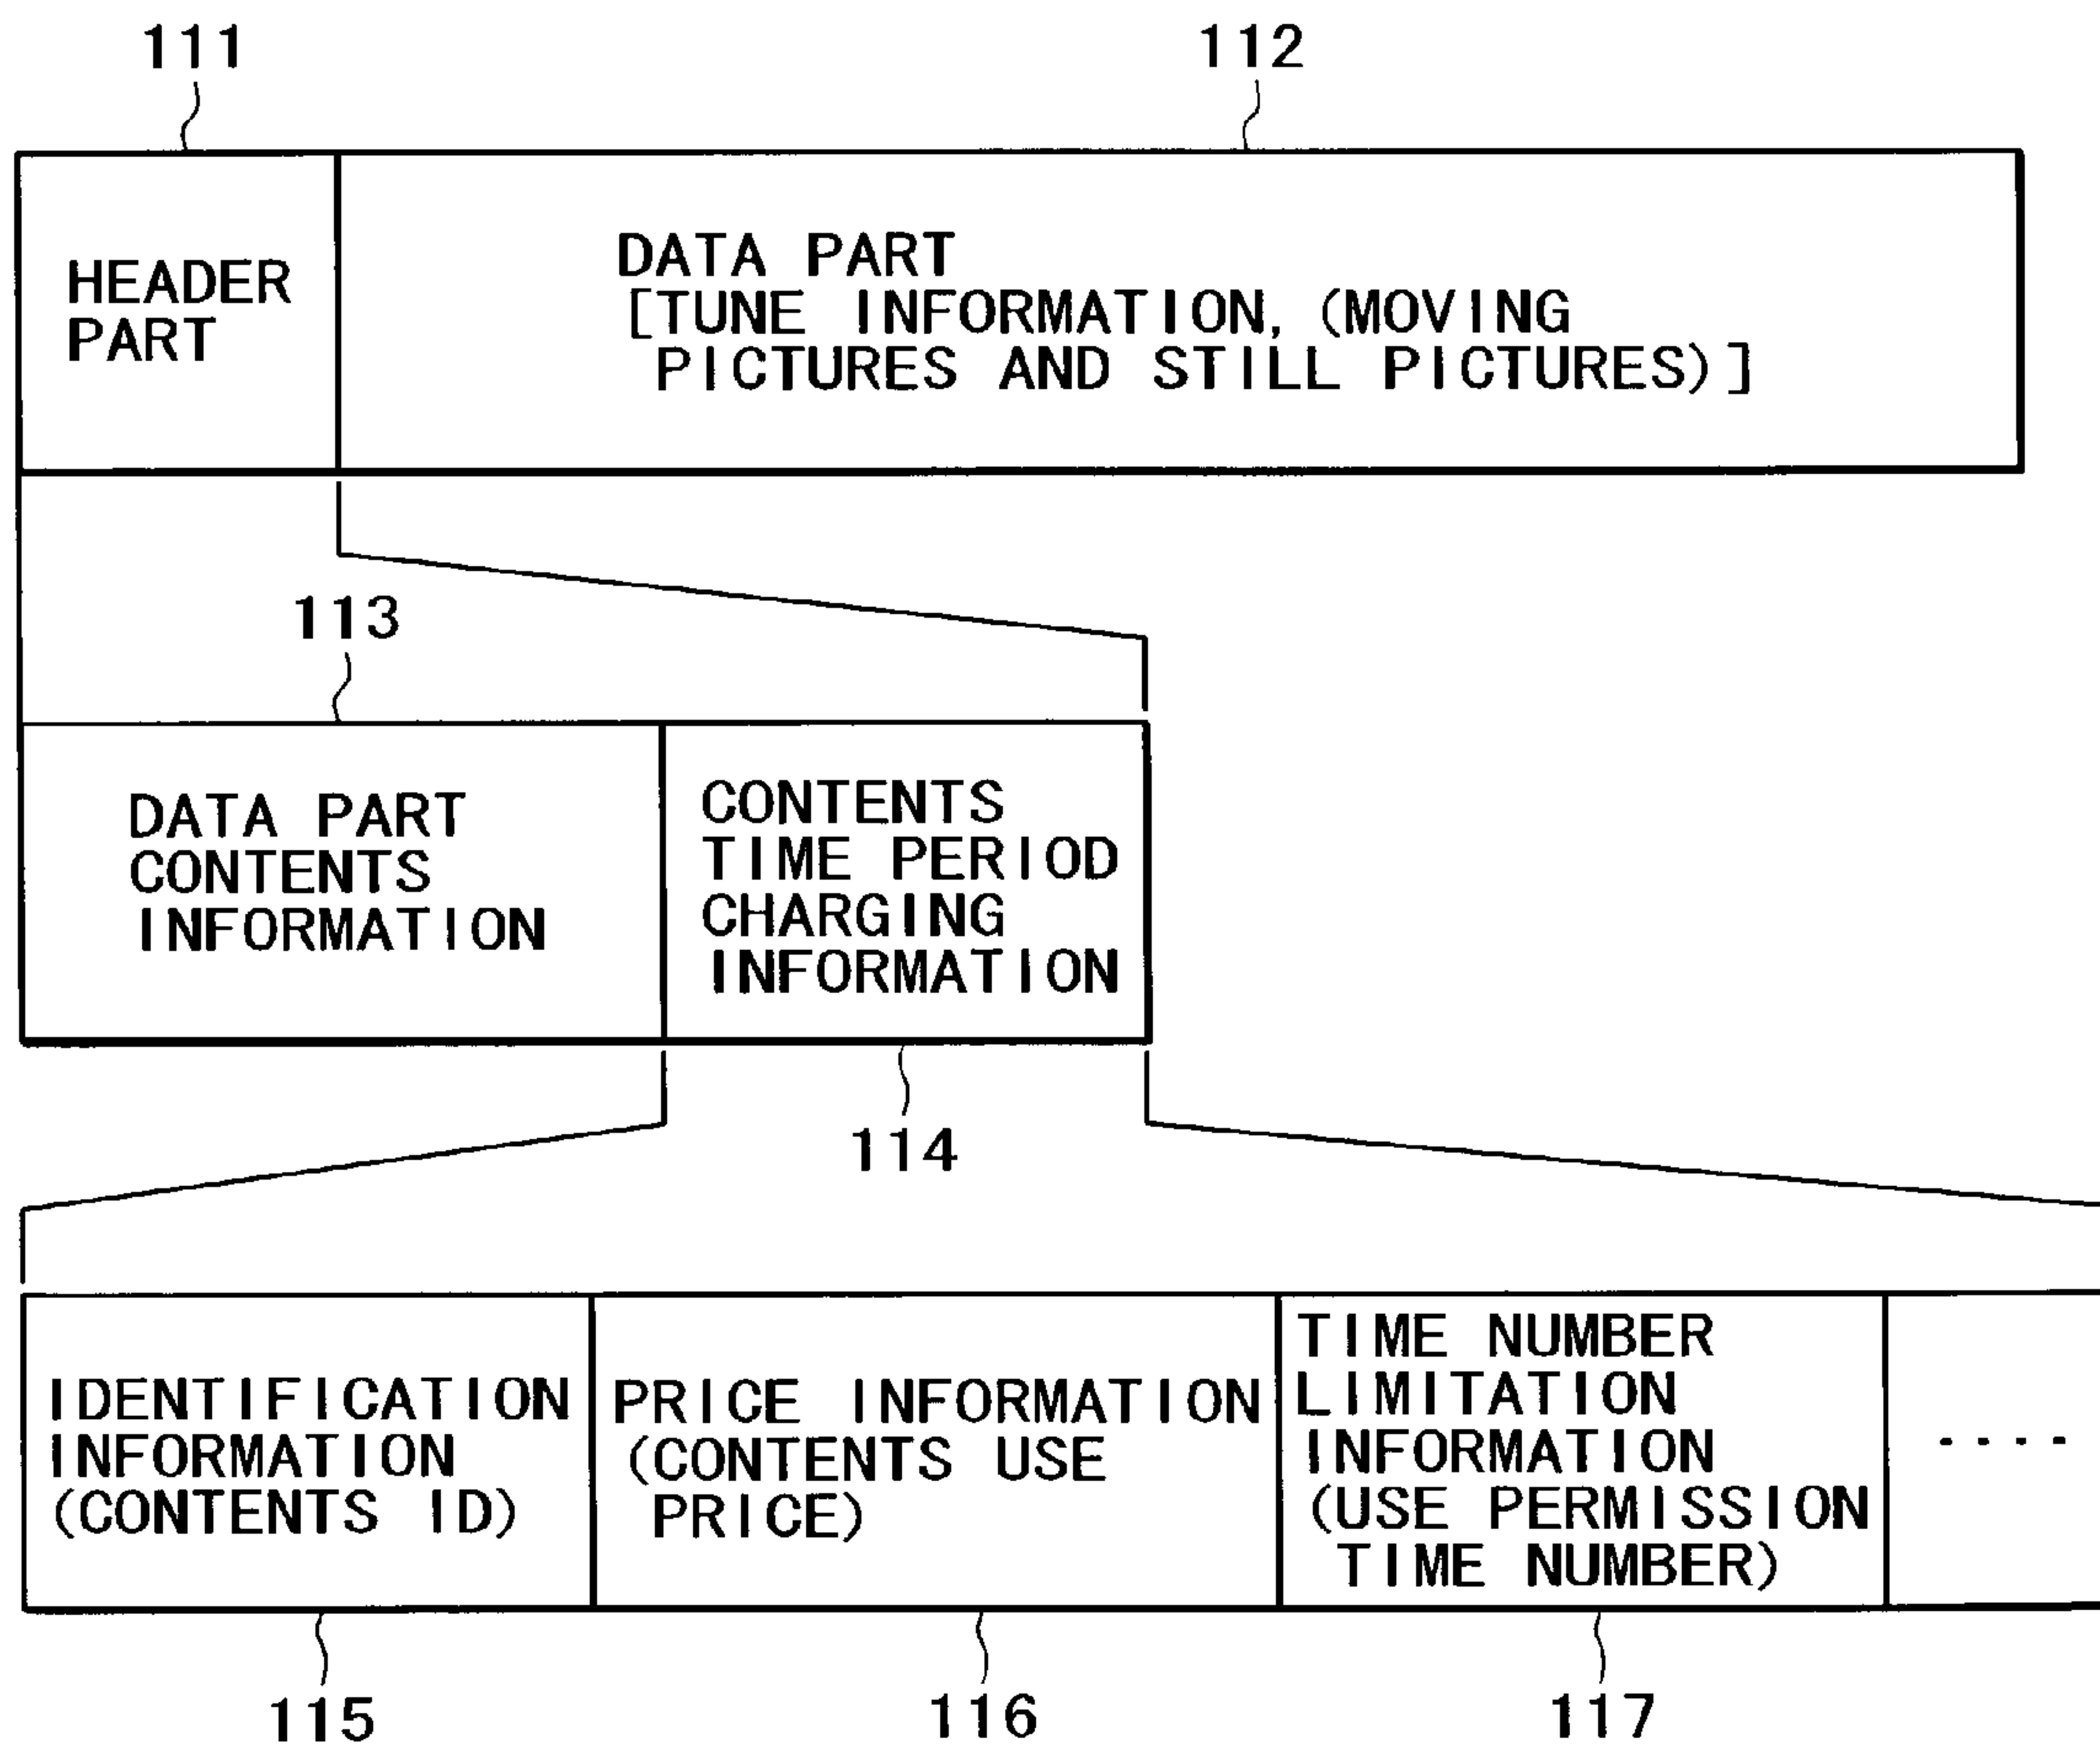 111
112
HEADER
PART
DATA PART
[TUNE INFORMATION, (MOVING
PICTURES AND STILL PICTURES)]
113
DATA PART
CONTENTS
INFORMATION
CONTENTS
TIME PERIOD
CHARGING
INFORMATION
114
IDENTIFICATION
INFORMATION
(CONTENTS ID)
PRICE INFORMATION
(CONTENTS USE
PRICE)
TIME NUMBER
LIMITATION
INFORMATION
(USE PERMISSION
TIME NUMBER)
....
115
116
117